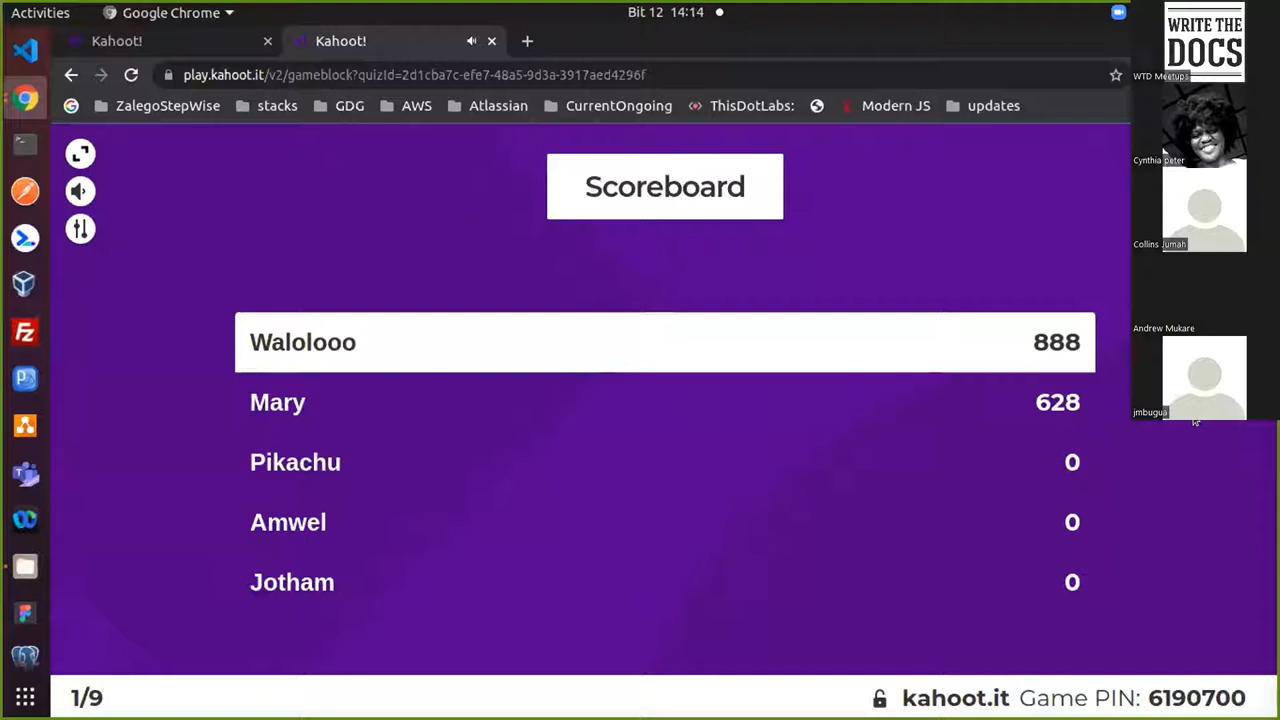 Activities
Google Chrome
Bit 12 14:14
Kahoot!
Kahoot!
play.kahoot.it/v2/gameblock?quizId=2d1cba7c-efe7-48a5-9d3a-3917aed4296f
ZalegoStepWise
stacks
GDG
AWS
Atlassian
CurrentOngoing
ThisDotLabs:
Modern JS
updates
WRITE THE
DOCS
WTD Meetups
Cynthia peter
Collins Jumah
Andrew Mukare
jmbugua
Scoreboard
Walolooo 888
Mary 628
Pikachu 0
Amwel 0
Jotham 0
1/9
kahoot.it Game PIN: 6190700